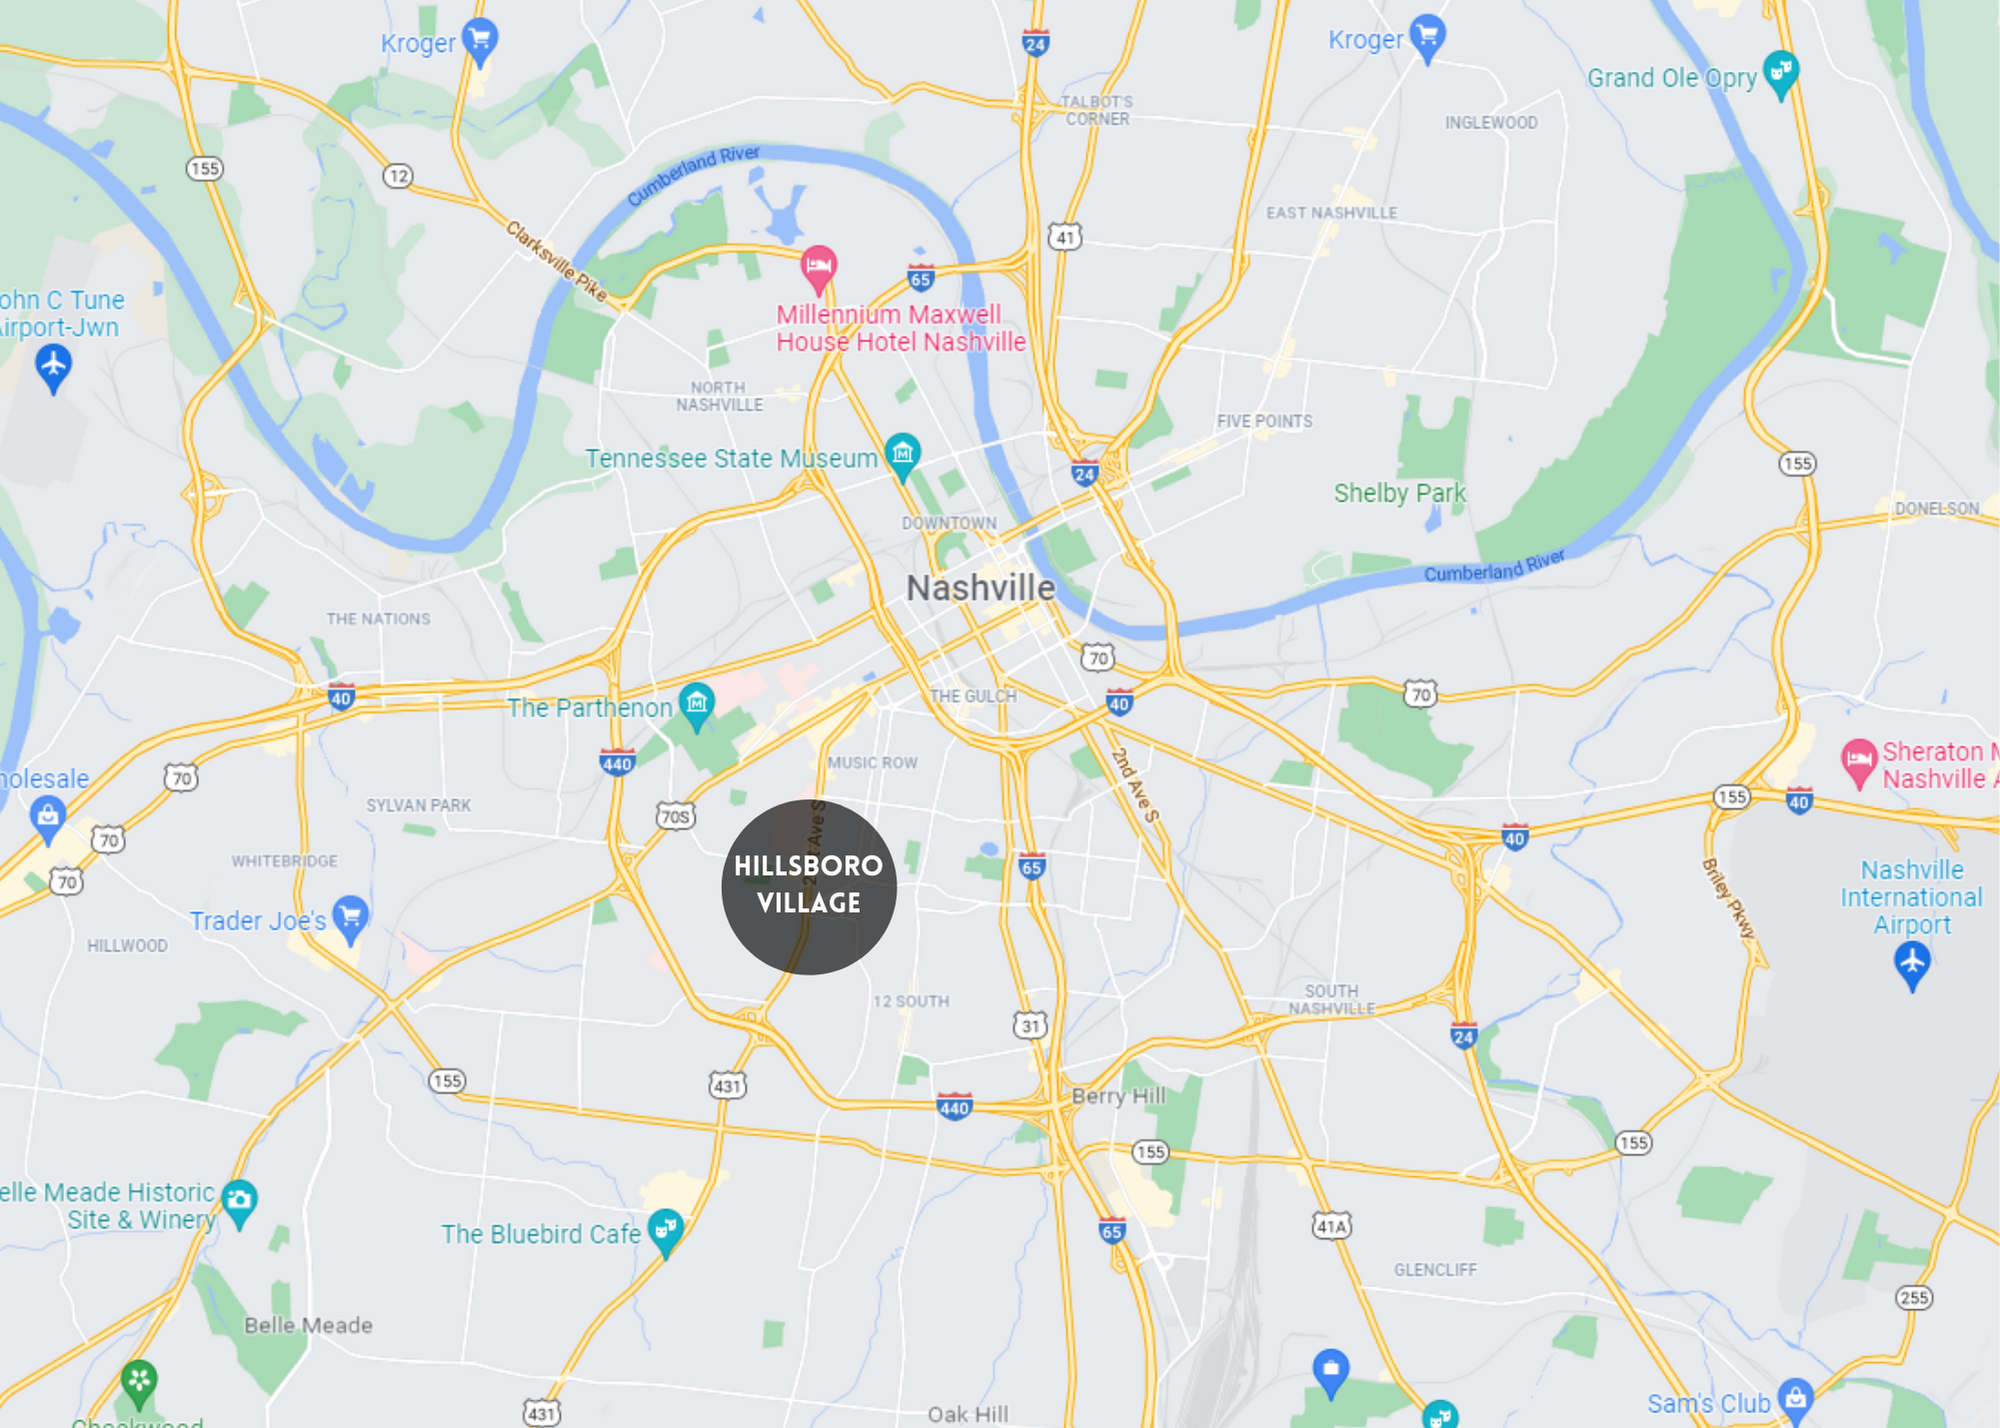 24
Kroger
Kroger
Grand Ole Opry
TALBOT'S
CORNER
INGLEWOOD
155
12
Cumberland River
EAST NASHVILLE
41
Clarksville Pike
65
ohn C Tune
Airport-Jwn
Millennium Maxwell
House Hotel Nashville
NORTH
NASHVILLE
FIVE POINTS
Tennessee State Museum
24
155
Shelby Park
DONELSON
DOWNTOWN
Cumberland River
Nashville
THE NATIONS
70
40
The Parthenon
THE GULCH
40
70
440
MUSIC ROW
2nd Ave S
Sheraton
Nashville
70
holesale
SYLVAN PARK
70S
155
40
70
40
HILLSBORO
VILLAGE
Ave S
WHITEBRIDGE
65
70
Briley Pkwy
Nashville
International
Airport
Trader Joe's
HILLWOOD
12 SOUTH
SOUTH
NASHVILLE
31
24
155
431
440
Berry Hill
155
155
elle Meade Historic
Site & Winery
The Bluebird Cafe
65
41A
GLENCLIFF
255
Belle Meade
431
Oak Hill
Sam's Club
Cheekwood